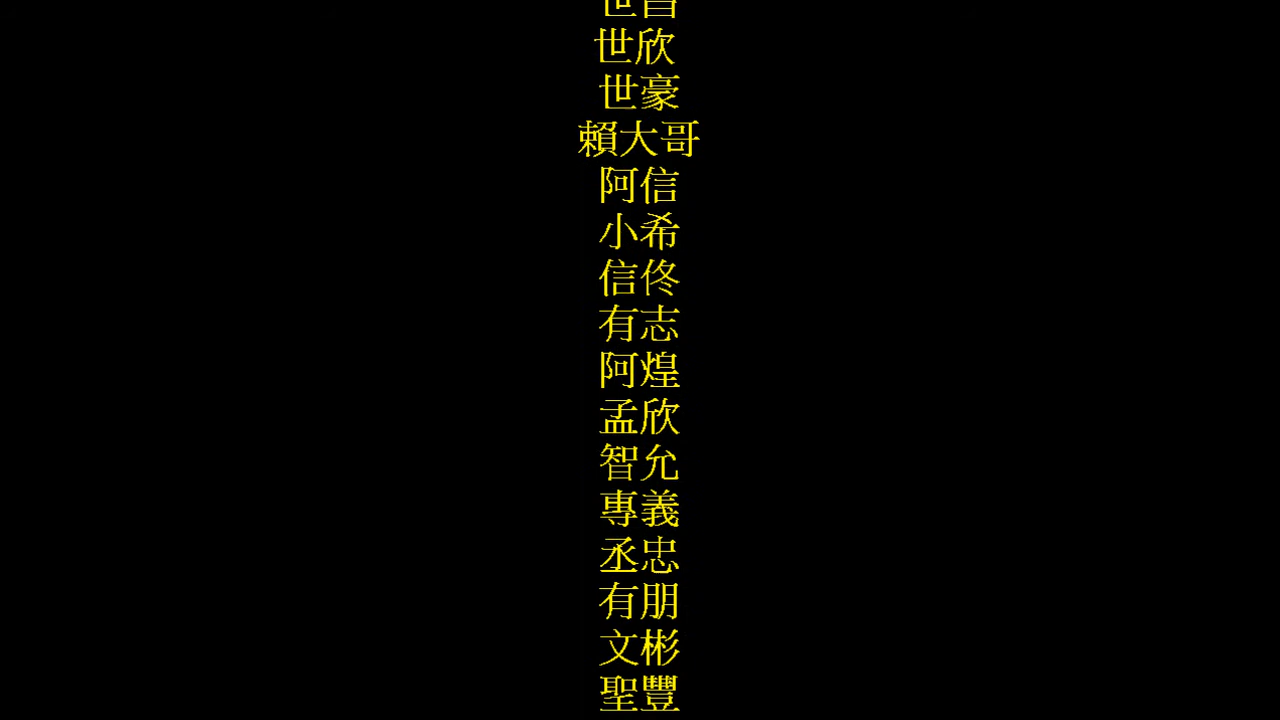 世欣
世豪
賴大哥
阿信
小希
信佟
有志
阿煌
孟欣
智允
專義
丞忠
有朋
文彬
聖豐